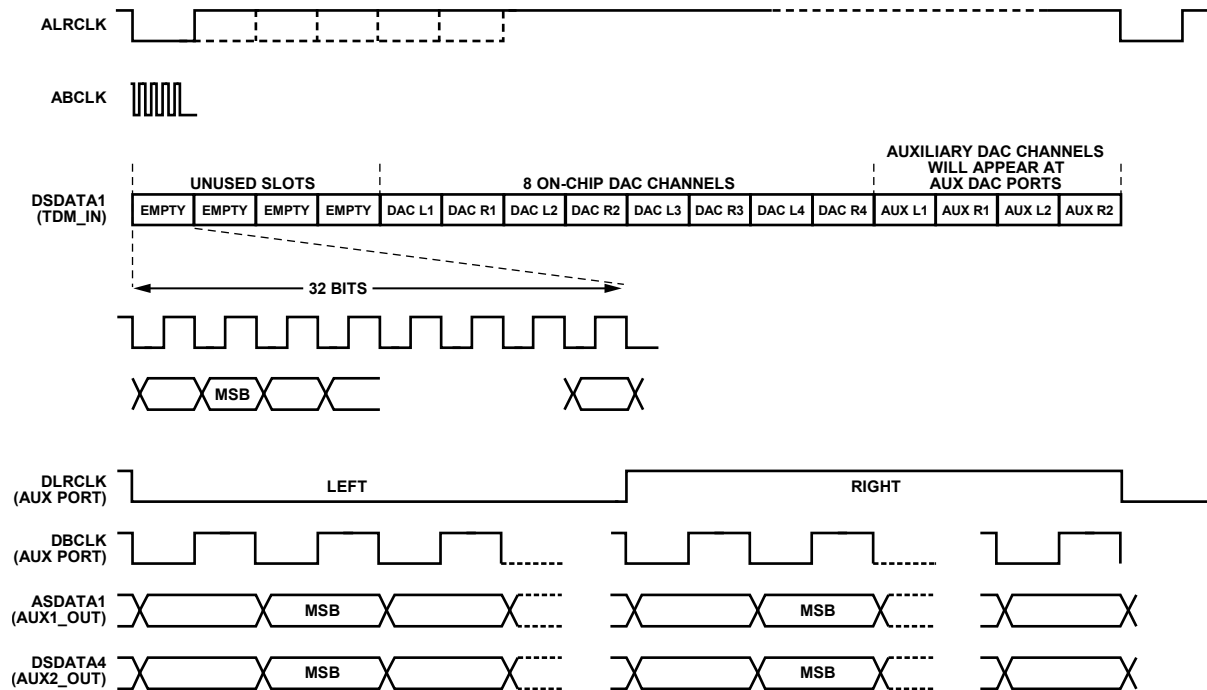 ALRCLK
ABCLK
AUXILIARY DAC CHANNELS
WILL APPEAR AT
AUX DAC PORTS
UNUSED SLOTS
8 ON-CHIP DAC CHANNELS
DSDATA1
(TDM_IN)
EMPTY EMPTY EMPTY EMPTY DAC L1 DAC R1 DAC L2 DAC R2 DAC L3 DAC R3 DAC L4 DAC R4 AUX L1 AUX R1 AUX L2 AUX R2
32 BITS
MSB
DLRCLK
(AUX PORT)
LEFT
RIGHT
DBCLK
(AUX PORT)
ASDATA1
(AUX1_OUT)
MSB
MSB
DSDATA4
(AUX2_OUT)
MSB
MSB